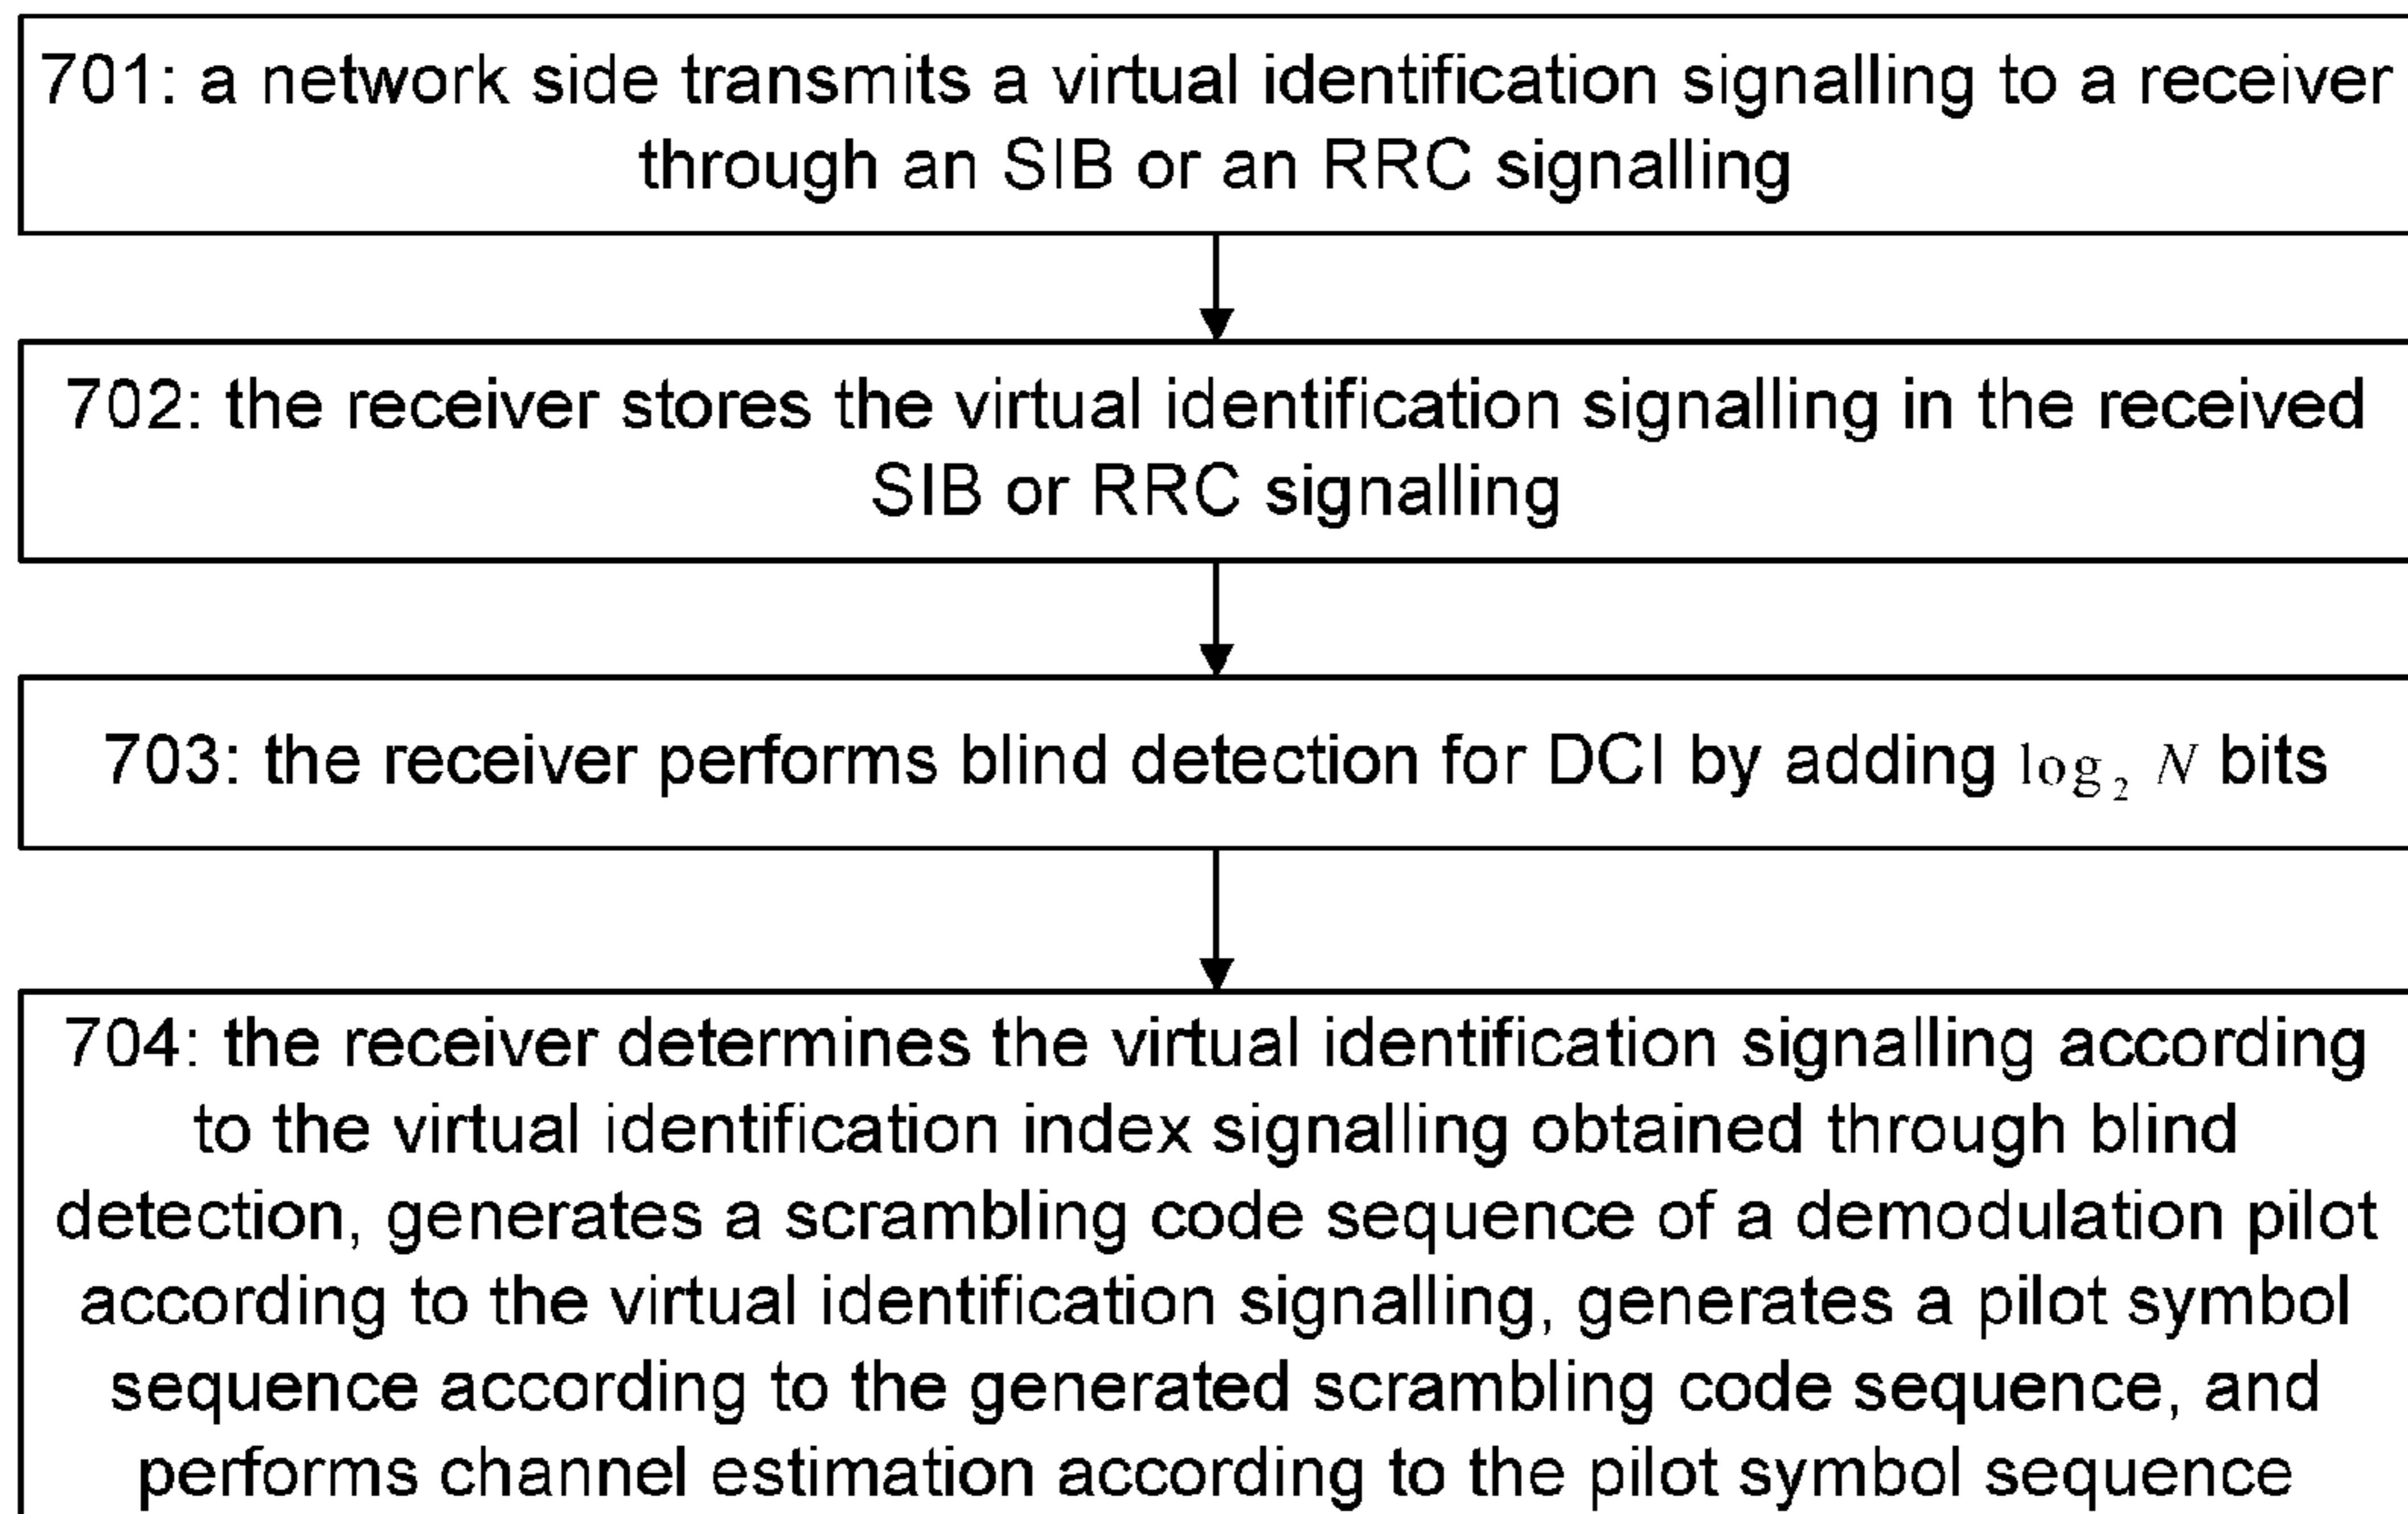 701: a network side transmits a virtual identification signalling to a receiver
through an SIB or an RRC signalling
702: the receiver stores the virtual identification signalling in the received
SIB or RRC signalling
703: the receiver performs blind detection for DCI by adding log₂ N bits
704: the receiver determines the virtual identification signalling according
to the virtual identification index signalling obtained through blind
detection, generates a scrambling code sequence of a demodulation pilot
according to the virtual identification signalling, generates a pilot symbol
sequence according to the generated scrambling code sequence, and
performs channel estimation according to the pilot symbol sequence